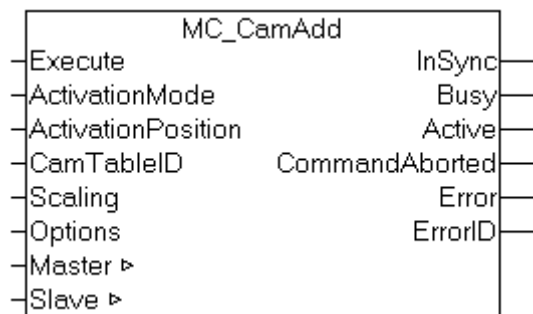 MC_CamAdd
Execute InSync
ActivationMode Busy
ActivationPosition Active
CamTableID CommandAborted
Scaling Error
Options ErrorID
Master ▷
Slave ▷